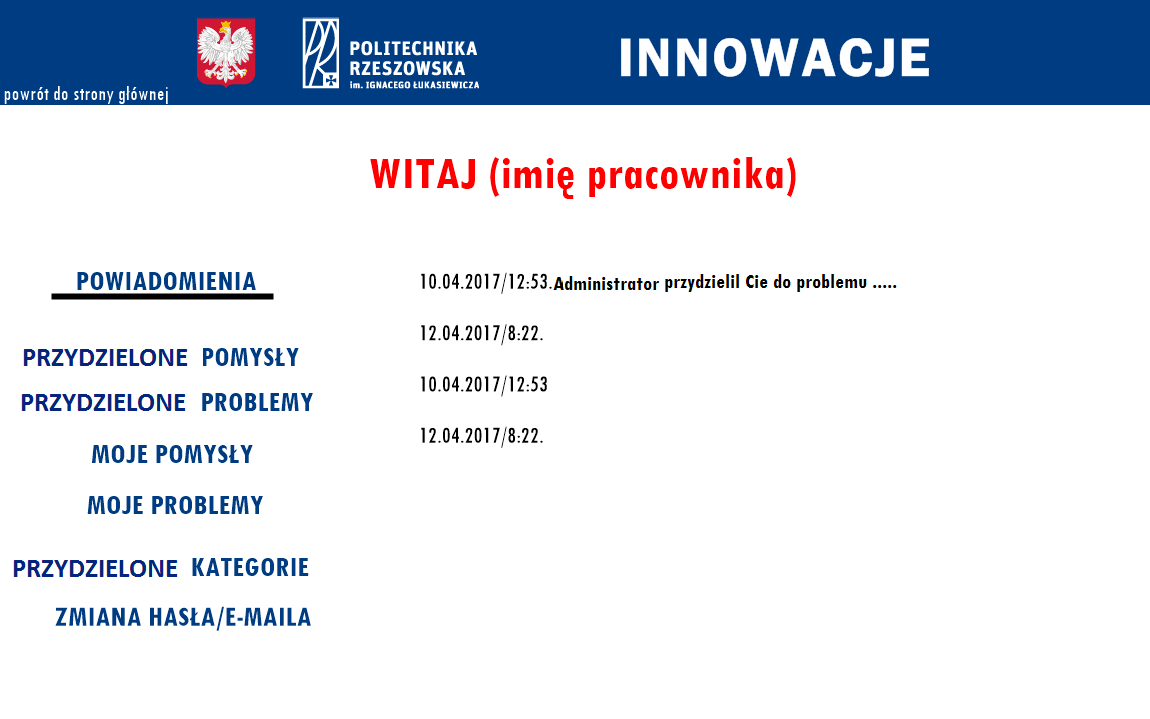 POLITECHNIKA
RZESZOWSKA
im. IGNACEGO ŁUKASIEWICZA
INNOWACJE
powrót do strony głównej
WITAJ (imię pracownika)
POWIADOMIENIA
PRZYDZIELONE POMYSŁY
PRZYDZIELONE PROBLEMY
MOJE POMYSŁY
MOJE PROBLEMY
PRZYDZIELONE KATEGORIE
ZMIANA HASŁA/E-MAILA
10.04.2017/12:53.Administrator przydzielil Cie do problemu .....
12.04.2017/8:22.
10.04.2017/12:53
12.04.2017/8:22.